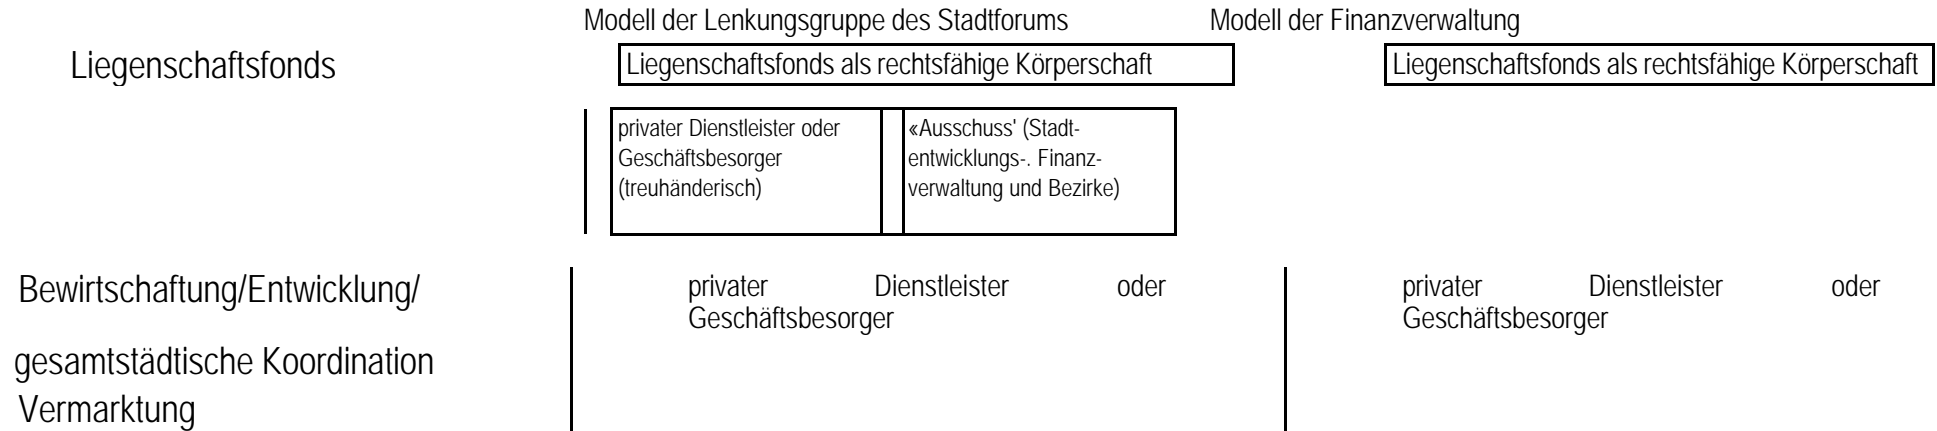 Modell der Lenkungsgruppe des Stadtforums
Modell der Finanzverwaltung
Liegenschaftsfonds
Liegenschaftsfonds als rechtsfähige Körperschaft
Liegenschaftsfonds als rechtsfähige Körperschaft
privater Dienstleister oder
Geschäftsbesorger
(treuhänderisch)
«Ausschuss' (Stadt-
entwicklungs-. Finanz-
verwaltung und Bezirke)
Bewirtschaftung/Entwicklung/
gesamtstädtische Koordination
Vermarktung
privater Dienstleister oder
Geschäftsbesorger
privater Dienstleister oder
Geschäftsbesorger